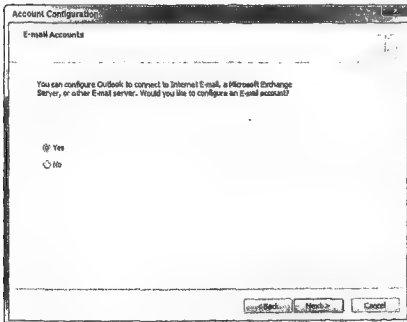 Account Configuration
E-mail Accounts
You can configure Outlook to connect to Internet E-mail, a Microsoft Exchange
Server, or other E-mail server. Would you like to configure an E-mail account?
Yes
No
< Back Next > Cancel